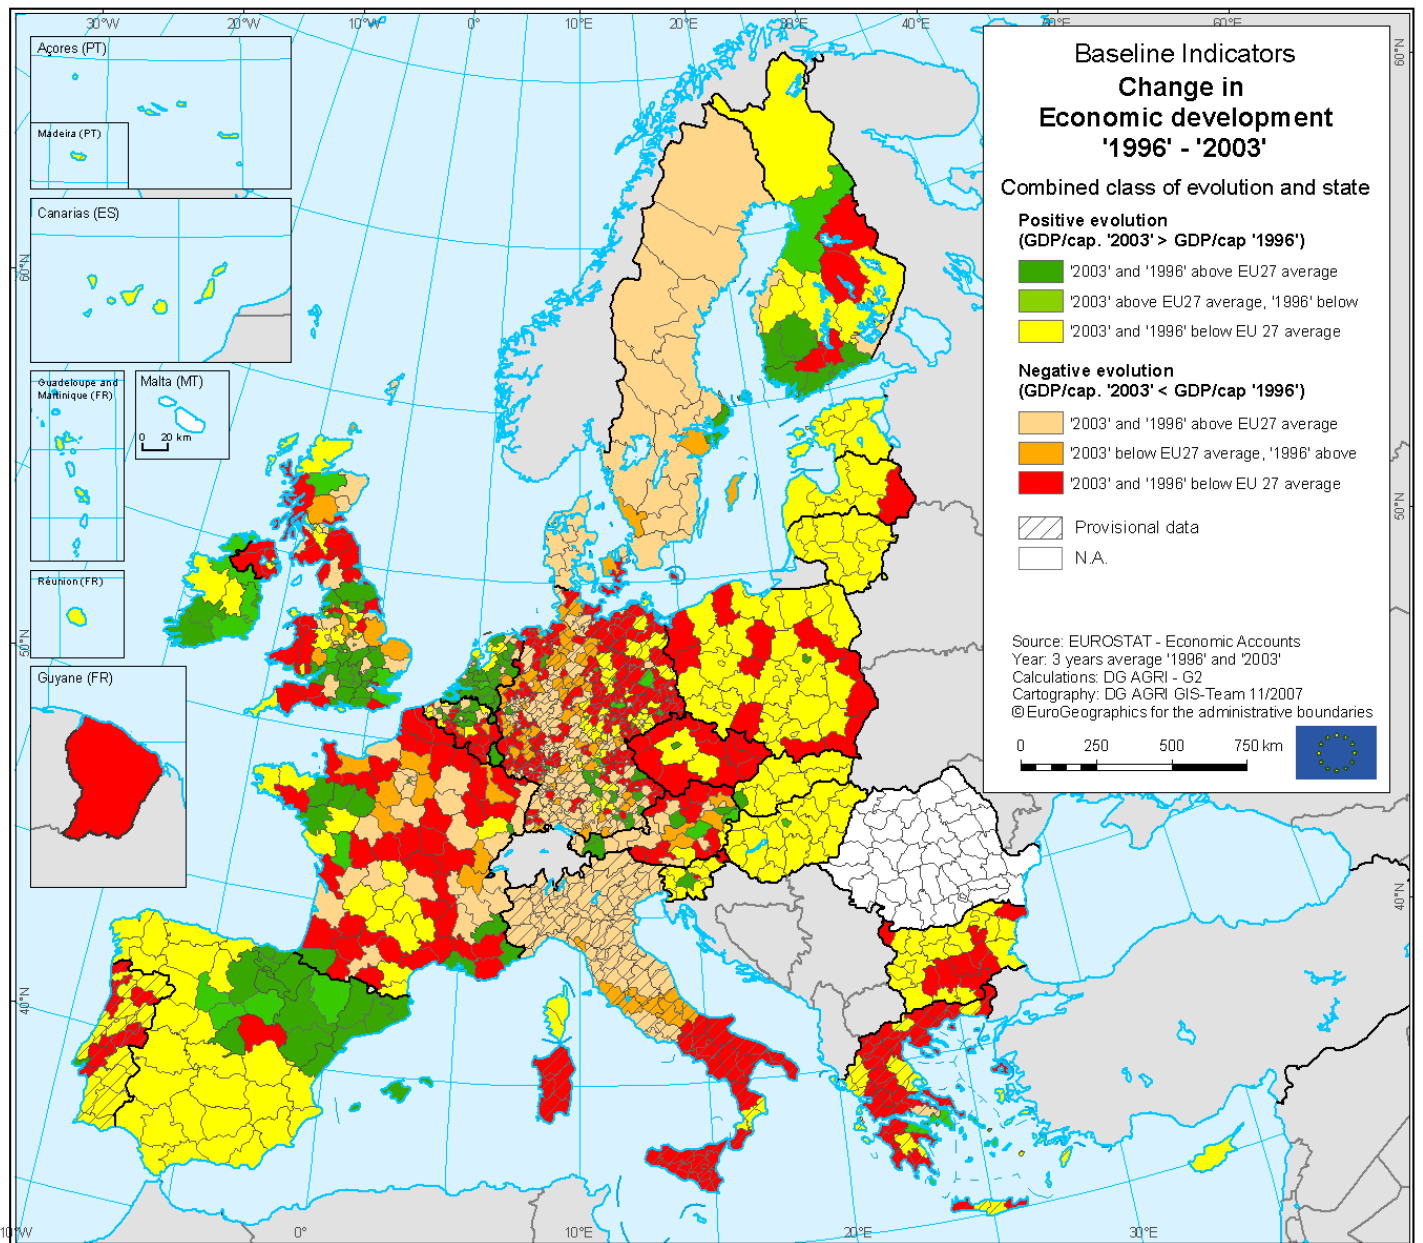 30°W
20°W
10°W
0°
10°E
20°E
30°E
40°E
50°E
60°E
60°N
50°N
40°N
60°N
50°N
40°N
10°W
0°
10°E
20°E
30°E
Açores (PT)
Madeira (PT)
Canarias (ES)
Guadeloupe and
Martinique (FR)
Malta (MT)
0 20 km
Réunion (FR)
Guyane (FR)
Baseline Indicators
Change in
Economic development
'1996' - '2003'
Combined class of evolution and state
Positive evolution
(GDP/cap. '2003' > GDP/cap '1996')
'2003' and '1996' above EU27 average
'2003' above EU27 average, '1996' below
'2003' and '1996' below EU 27 average
Negative evolution
(GDP/cap. '2003' < GDP/cap '1996')
'2003' and '1996' above EU27 average
'2003' below EU27 average, '1996' above
'2003' and '1996' below EU 27 average
Provisional data
N.A.
Source: EUROSTAT - Economic Accounts
Year: 3 years average '1996' and '2003'
Calculations: DG AGRI - G2
Cartography: DG AGRI GIS-Team 11/2007
© EuroGeographics for the administrative boundaries
0 250 500 750 km